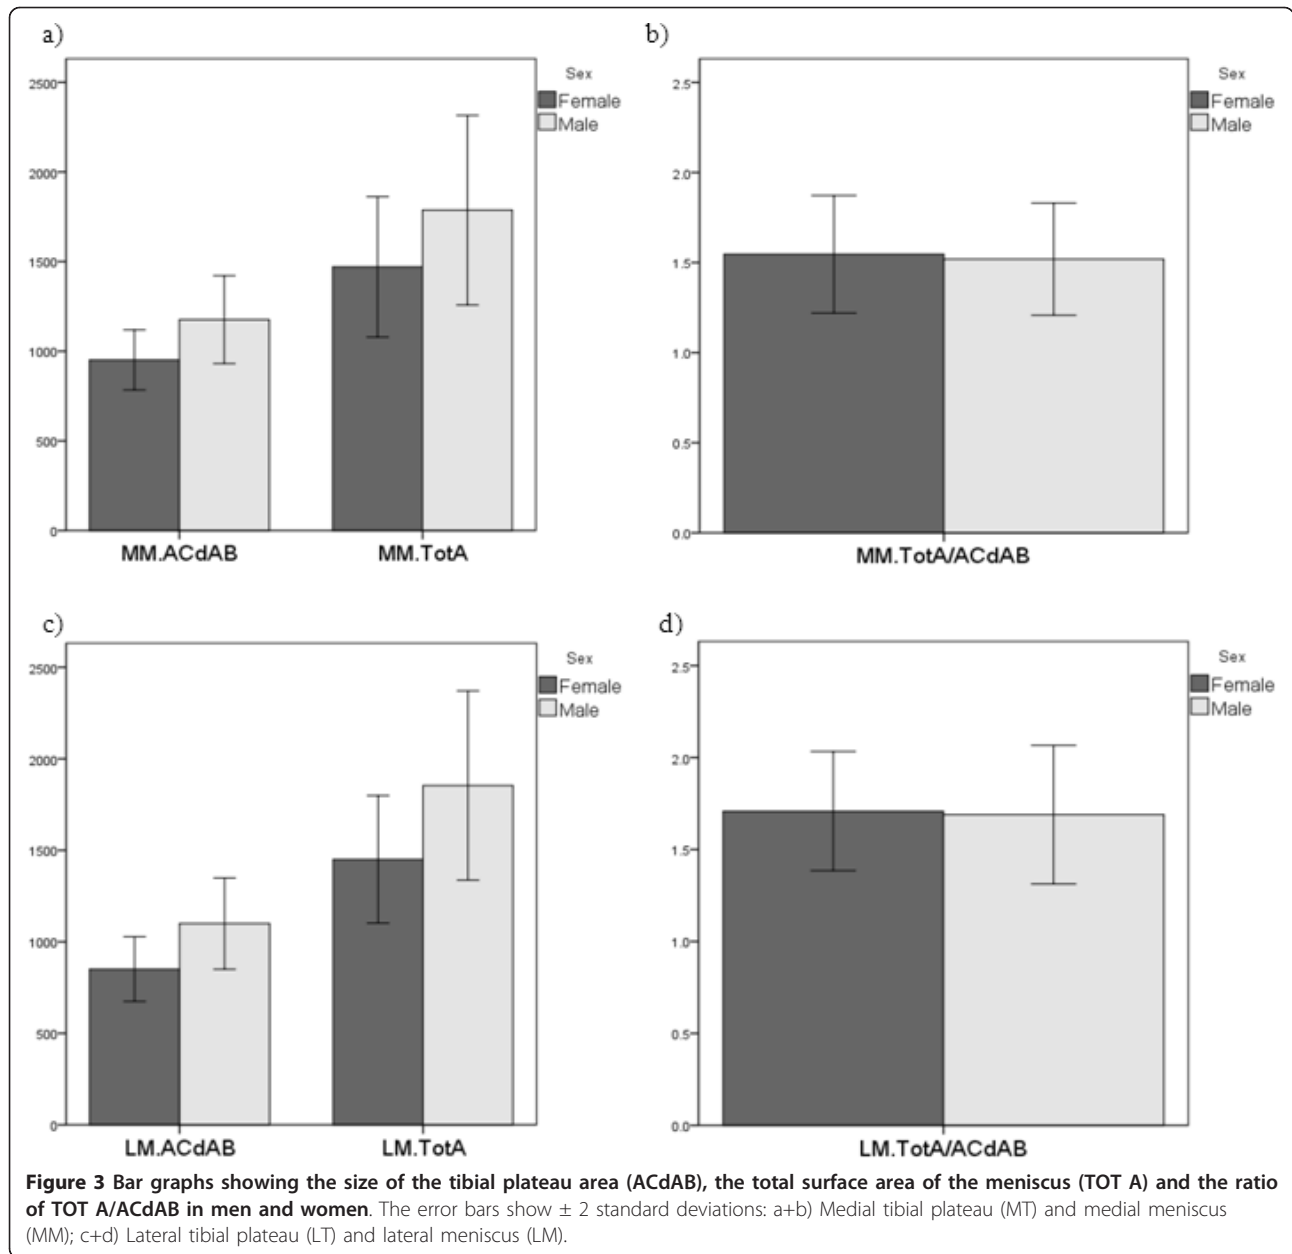 a)
Sex
Female
Male
2500
2000
1500
1000
500
0
MM.ACdAB MM.TotA
b)
Sex
Female
Male
2.5
2.0
1.5
1.0
0.5
0.0
MM.TotA/ACdAB
c)
Sex
Female
Male
2500
2000
1500
1000
500
0
LM.ACdAB LM.TotA
d)
Sex
Female
Male
2.5
2.0
1.5
1.0
0.5
0.0
LM.TotA/ACdAB
Figure 3 Bar graphs showing the size of the tibial plateau area (ACdAB), the total surface area of the meniscus (TOT A) and the ratio
of TOT A/ACdAB in men and women. The error bars show ± 2 standard deviations: a+b) Medial tibial plateau (MT) and medial meniscus
(MM); c+d) Lateral tibial plateau (LT) and lateral meniscus (LM).